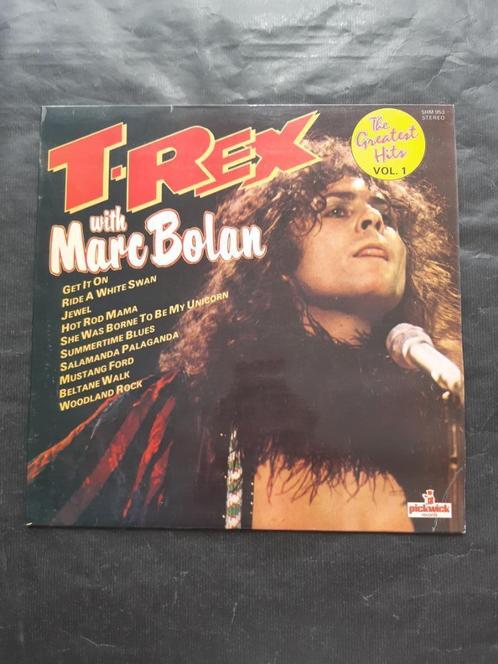 SHM 953
STEREO
The
Greatest
Hits
VOL. 1
T·REX
with
Marc Bolan
GET IT ON
RIDE A WHITE SWAN
JEWEL
HOT ROD MAMA
SHE WAS BORNE TO BE MY UNICORN
SUMMERTIME BLUES
SALAMANDA PALAGANDA
MUSTANG FORD
BELTANE WALK
WOODLAND ROCK
pickwick
records